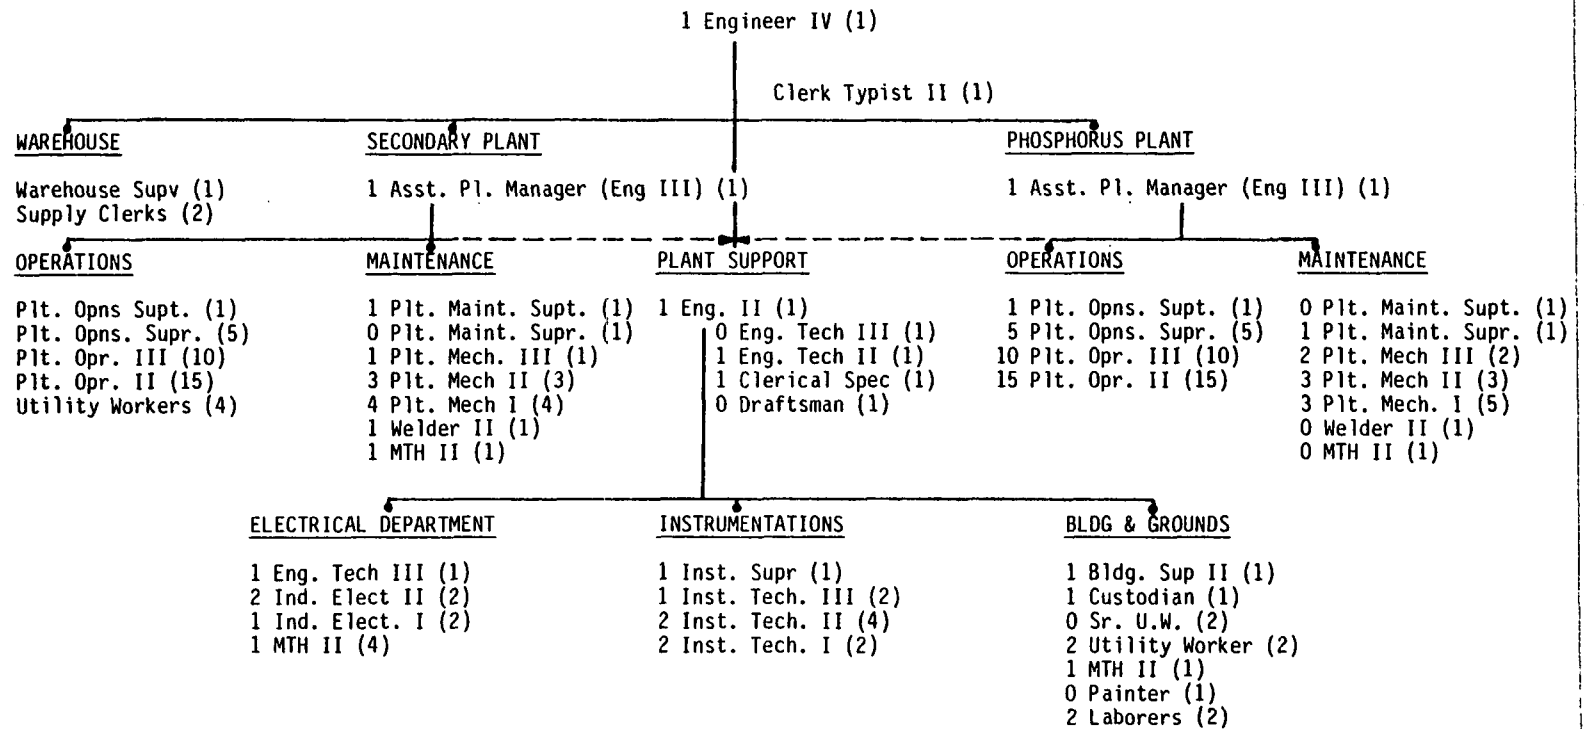 1 Engineer IV (1)
Clerk Typist II (1)
WAREHOUSE
Warehouse Supv (1)
Supply Clerks (2)
SECONDARY PLANT
1 Asst. Pl. Manager (Eng III) (1)
PHOSPHORUS PLANT
1 Asst. Pl. Manager (Eng III) (1)
OPERATIONS
Plt. Opns Supt. (1)
Plt. Opns. Supr. (5)
Plt. Opr. III (10)
Plt. Opr. II (15)
Utility Workers (4)
MAINTENANCE
1 Plt. Maint. Supt. (1)
0 Plt. Maint. Supr. (1)
1 Plt. Mech. III (1)
3 Plt. Mech II (3)
4 Plt. Mech I (4)
1 Welder II (1)
1 MTH II (1)
PLANT SUPPORT
1 Eng. II (1)
0 Eng. Tech III (1)
1 Eng. Tech II (1)
1 Clerical Spec (1)
0 Draftsman (1)
OPERATIONS
1 Plt. Opns. Supt. (1)
5 Plt. Opns. Supr. (5)
10 Plt. Opr. III (10)
15 Plt. Opr. II (15)
MAINTENANCE
0 Plt. Maint. Supt. (1)
1 Plt. Maint. Supr. (1)
2 Plt. Mech III (2)
3 Plt. Mech II (3)
3 Plt. Mech. I (5)
0 Welder II (1)
0 MTH II (1)
ELECTRICAL DEPARTMENT
1 Eng. Tech III (1)
2 Ind. Elect II (2)
1 Ind. Elect. I (2)
1 MTH II (4)
INSTRUMENTATIONS
1 Inst. Supr (1)
1 Inst. Tech. III (2)
2 Inst. Tech. II (4)
2 Inst. Tech. I (2)
BLDG & GROUNDS
1 Bldg. Sup II (1)
1 Custodian (1)
0 Sr. U.W. (2)
2 Utility Worker (2)
1 MTH II (1)
0 Painter (1)
2 Laborers (2)